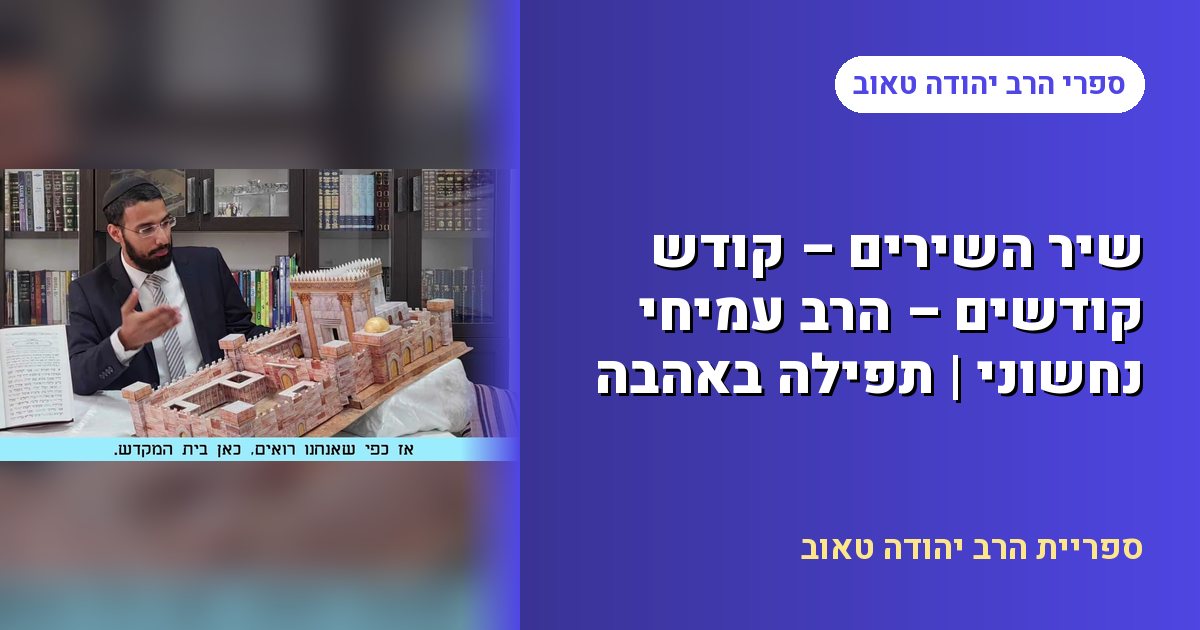 ספרי הרב יהודה טאוב
שיר השירים – קודש
קודשים – הרב עמיחי
נחשוני | תפילה באהבה
אז כפי שאנחנו רואים, כאן בית המקדש.
ספריית הרב יהודה טאוב